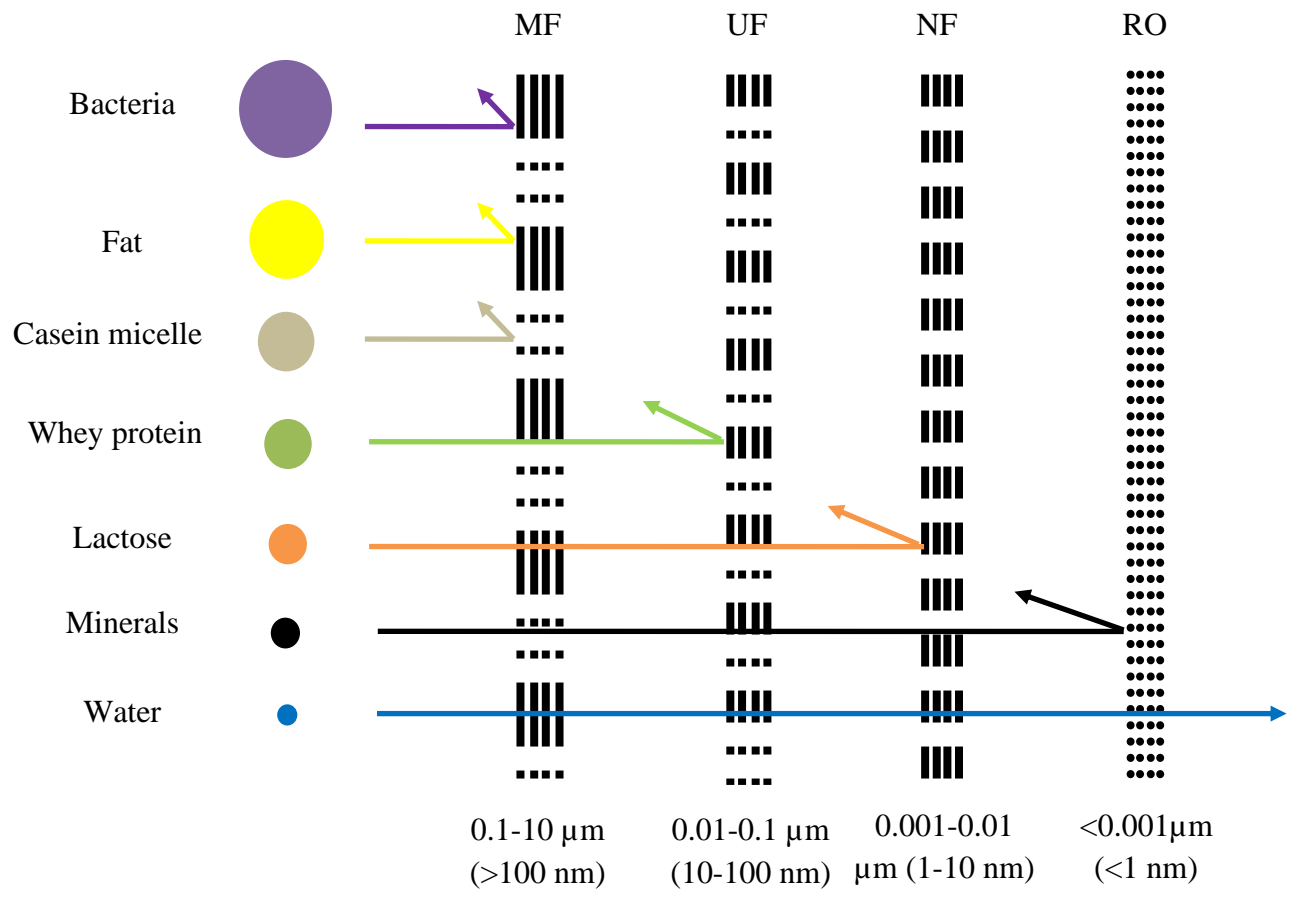 MF UF NF RO
Bacteria
Fat
Casein micelle
Whey protein
Lactose
Minerals
Water
0.1-10 µm 0.01-0.1 µm 0.001-0.01 <0.001µm
(>100 nm) (10-100 nm) µm (1-10 nm) (<1 nm)